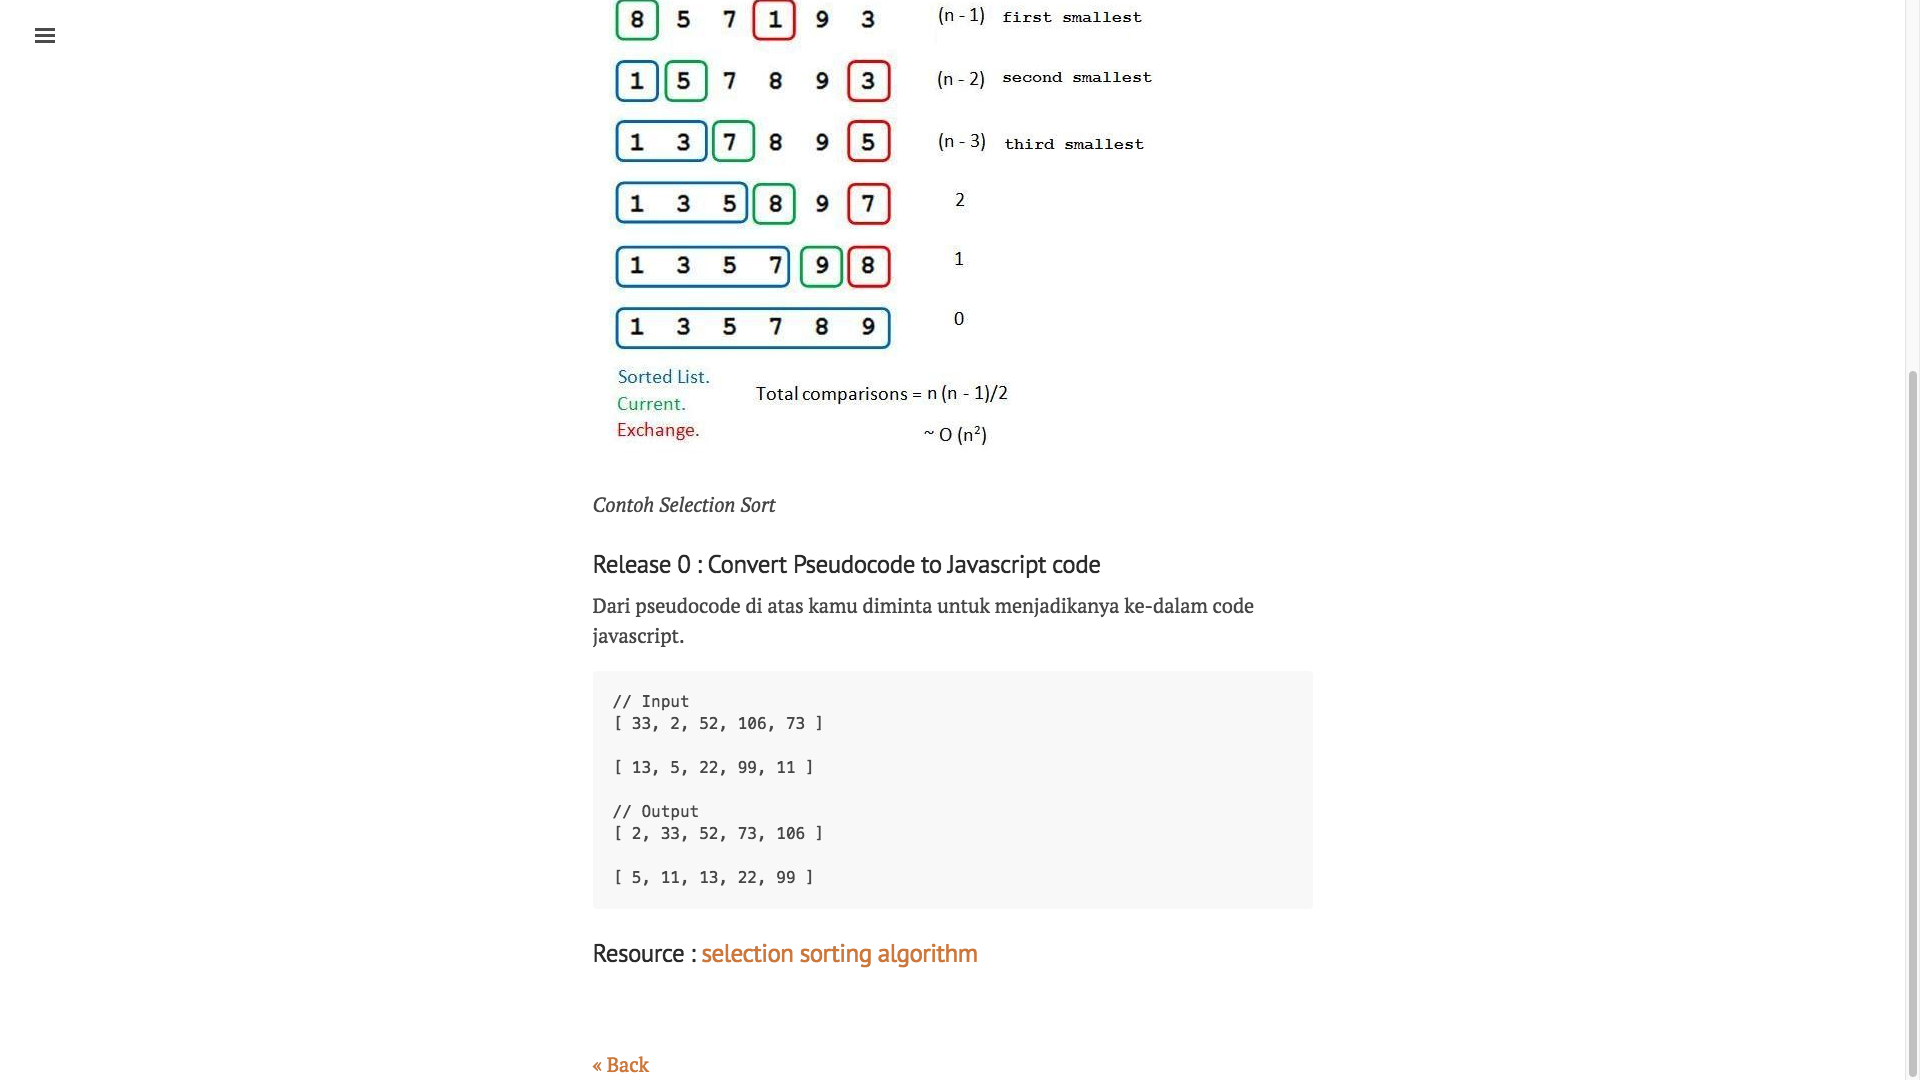 8 5 7 1 9 3 (n - 1) first smallest
1 5 7 8 9 3 (n - 2) second smallest
1 3 7 8 9 5 (n - 3) third smallest
1 3 5 8 9 7 2
1 3 5 7 9 8 1
1 3 5 7 8 9 0
Sorted List.
Current.
Exchange.
Total comparisons = n (n - 1)/2
~ O (n²)
Contoh Selection Sort
Release 0 : Convert Pseudocode to Javascript code
Dari pseudocode di atas kamu diminta untuk menjadikanya ke-dalam code
javascript.
// Input
[ 33, 2, 52, 106, 73 ]
[ 13, 5, 22, 99, 11 ]
// Output
[ 2, 33, 52, 73, 106 ]
[ 5, 11, 13, 22, 99 ]
Resource : selection sorting algorithm
« Back